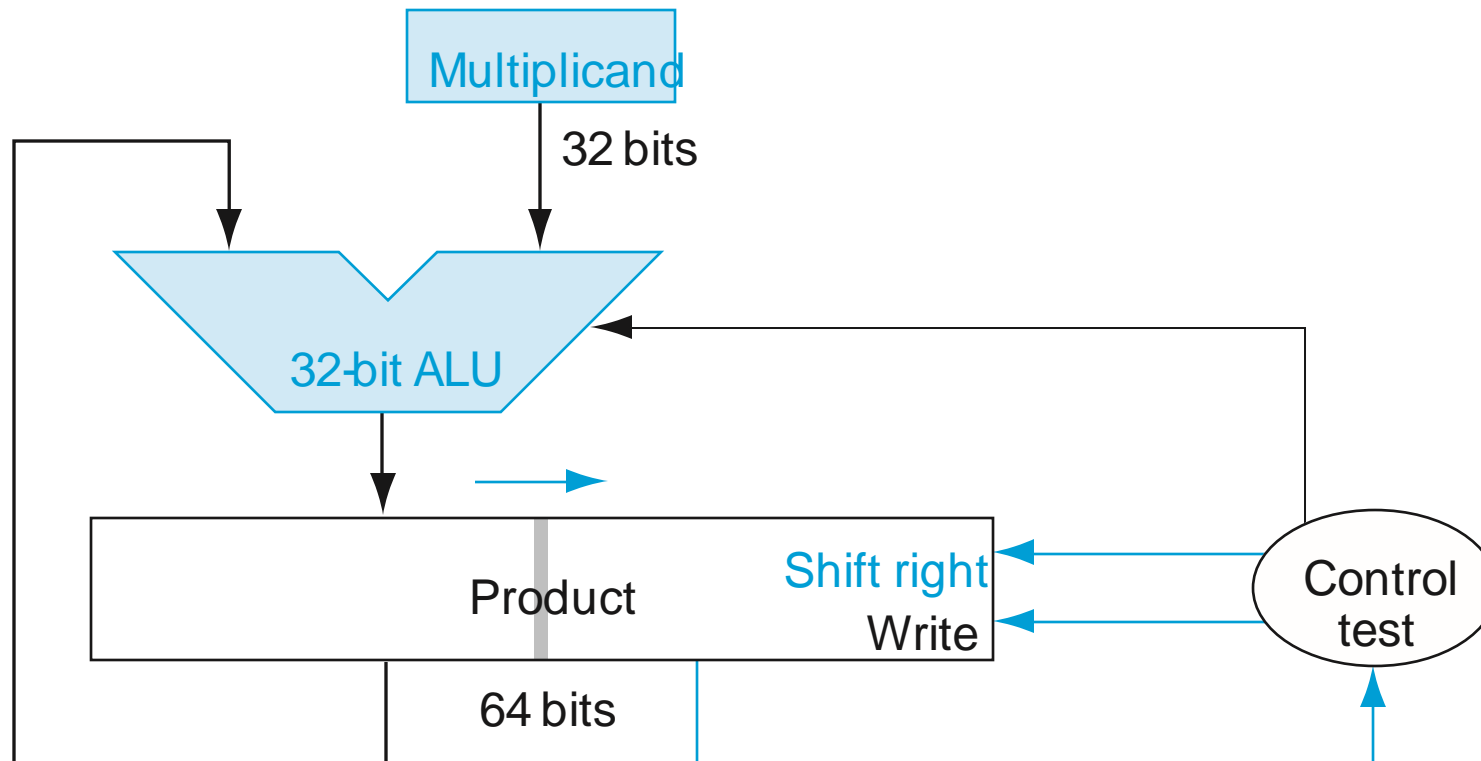 Multiplicand
32 bits
32-bit ALU
Shift right
Product
Write
Control
test
64 bits